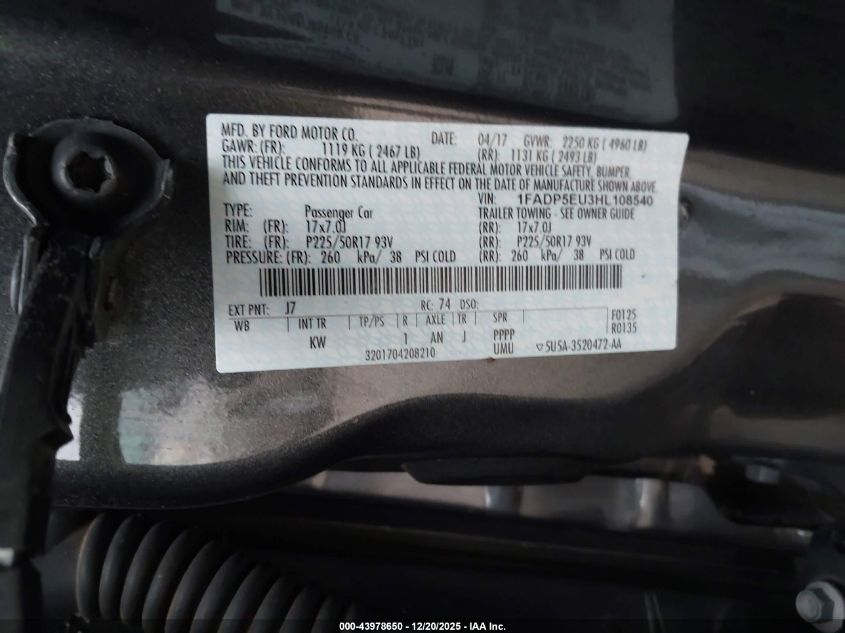 MFD. BY FORD MOTOR CO. DATE: 04/17 GVWR: 2250 KG ( 4960 LB)
GAWR: (FR): 1119 KG ( 2467 LB) (RR): 1131 KG ( 2493 LB)
THIS VEHICLE CONFORMS TO ALL APPLICABLE FEDERAL MOTOR VEHICLE SAFETY, BUMPER,
AND THEFT PREVENTION STANDARDS IN EFFECT ON THE DATE OF MANUFACTURE SHOWN ABOVE.
VIN: 1FADP5EU3HL108540
TYPE: Passenger Car TRAILER TOWING - SEE OWNER GUIDE
RIM: (FR): 17x7.0J (RR): 17x7.0J
TIRE: (FR): P225/50R17 93V (RR): P225/50R17 93V
PRESSURE: (FR): 260 kPa/ 38 PSI COLD (RR): 260 kPa/ 38 PSI COLD
EXT PNT: J7 RC: 74 DSO:
WB INT TR TP/PS R AXLE TR SPR F0125
KW 1 AN J PPPP R0135
3201704208210 UMU ▽5U5A-3520472-AA
000-43978650 - 12/20/2025 - IAA Inc.